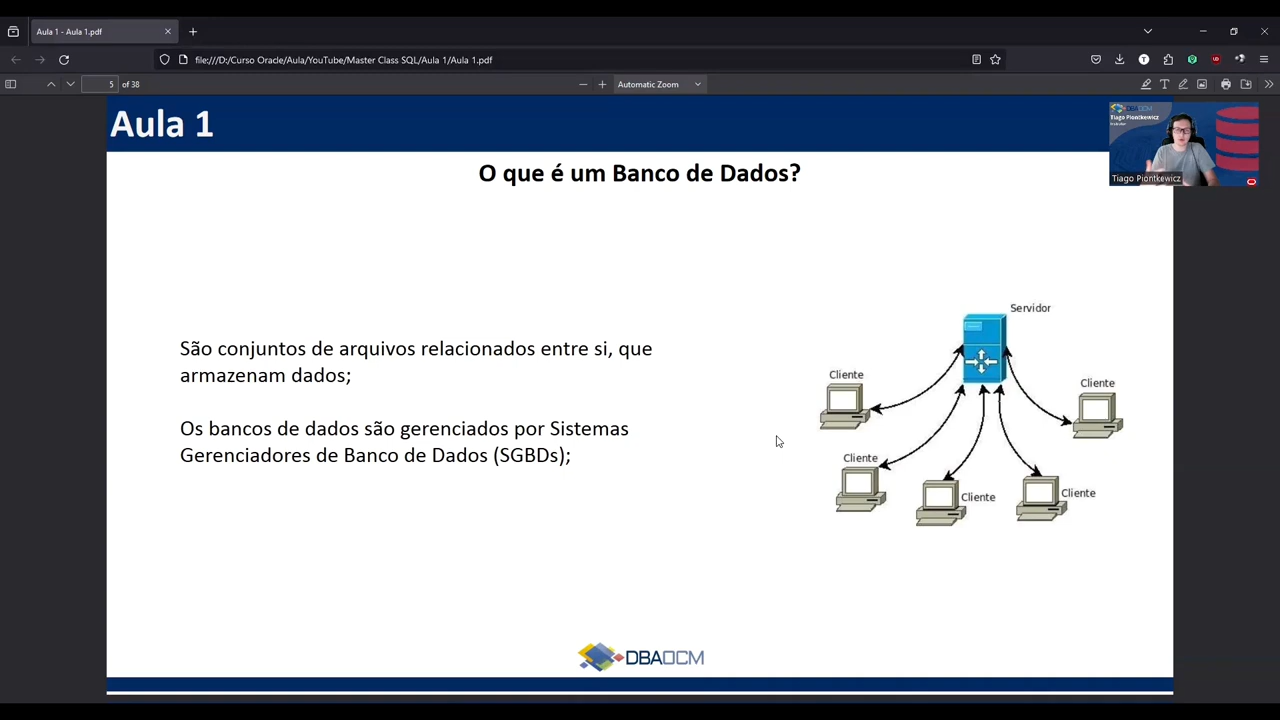 Aula 1 - Aula 1.pdf
file:///D:/Curso Oracle/Aula/YouTube/Master Class SQL/Aula 1/Aula 1.pdf
5 of 38
Automatic Zoom
Aula 1
O que é um Banco de Dados?
Tiago Piontkewicz
Tiago Piontkewicz
São conjuntos de arquivos relacionados entre si, que
armazenam dados;
Os bancos de dados são gerenciados por Sistemas
Gerenciadores de Banco de Dados (SGBDs);
Servidor
Cliente
Cliente
Cliente
Cliente
Cliente
DBAOCM